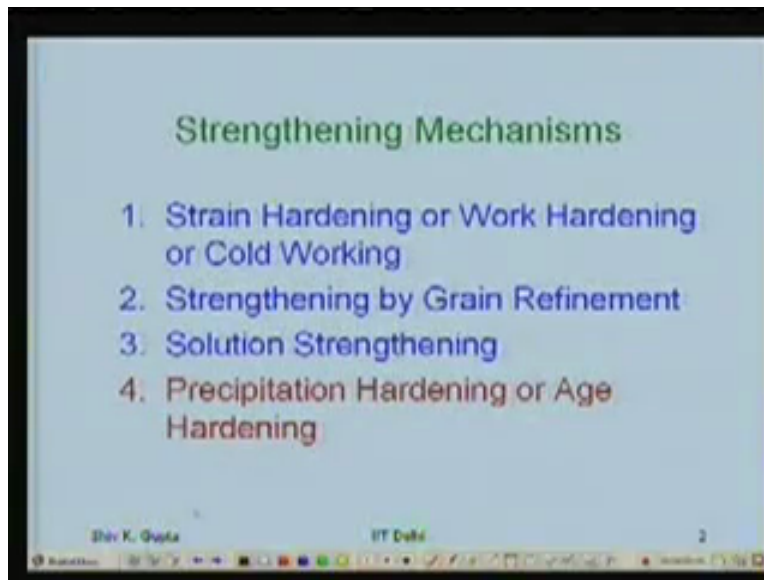 Strengthening Mechanisms
1. Strain Hardening or Work Hardening
or Cold Working
2. Strengthening by Grain Refinement
3. Solution Strengthening
4. Precipitation Hardening or Age
Hardening
Shiv K. Gupta IIT Delhi 2